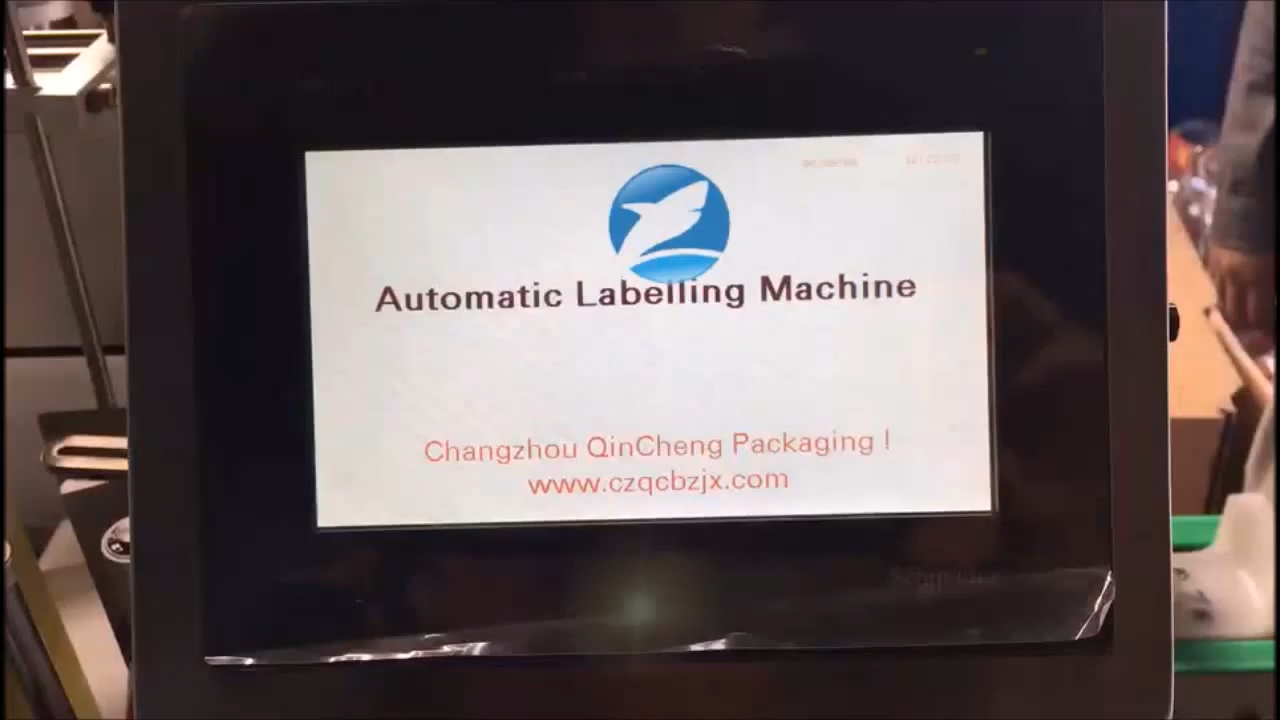 Automatic Labelling Machine
Changzhou QinCheng Packaging !
www.czqcbzjx.com